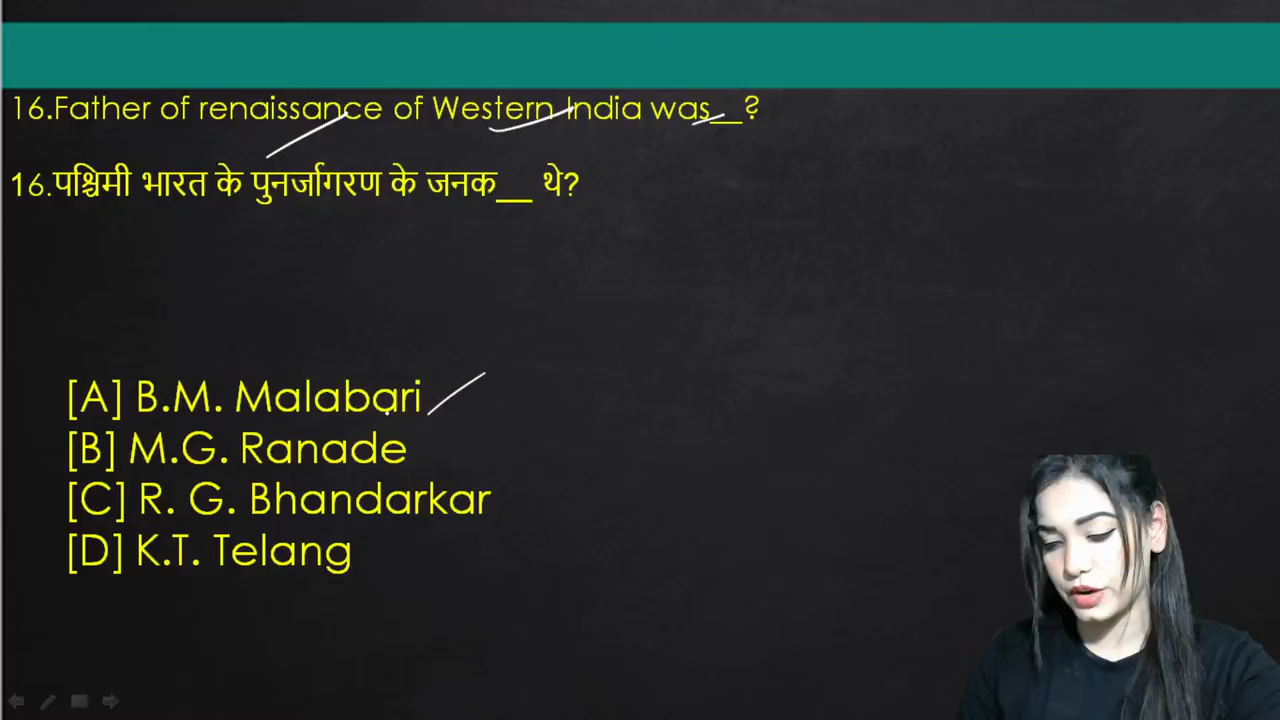 16.Father of renaissance of Western India was__?
16.पश्चिमी भारत के पुनर्जागरण के जनक__ थे?
[A] B.M. Malabari
[B] M.G. Ranade
[C] R. G. Bhandarkar
[D] K.T. Telang